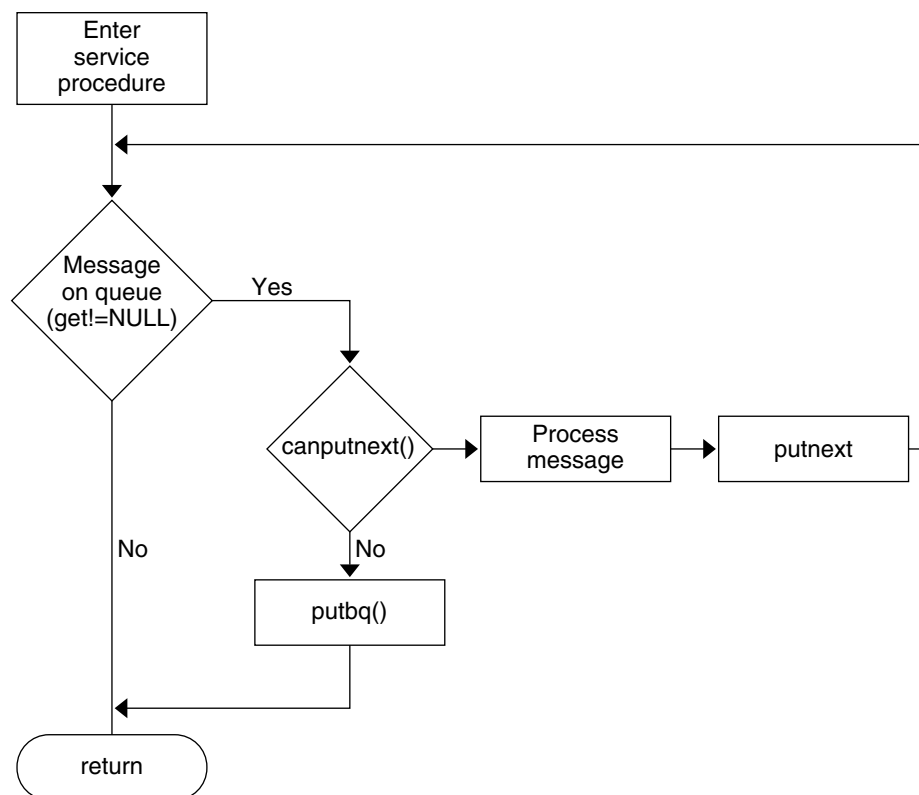 Enter
service
procedure
Message
on queue
(get!=NULL)
Yes
canputnext()
Process
message
putnext
No
No
putbq()
return